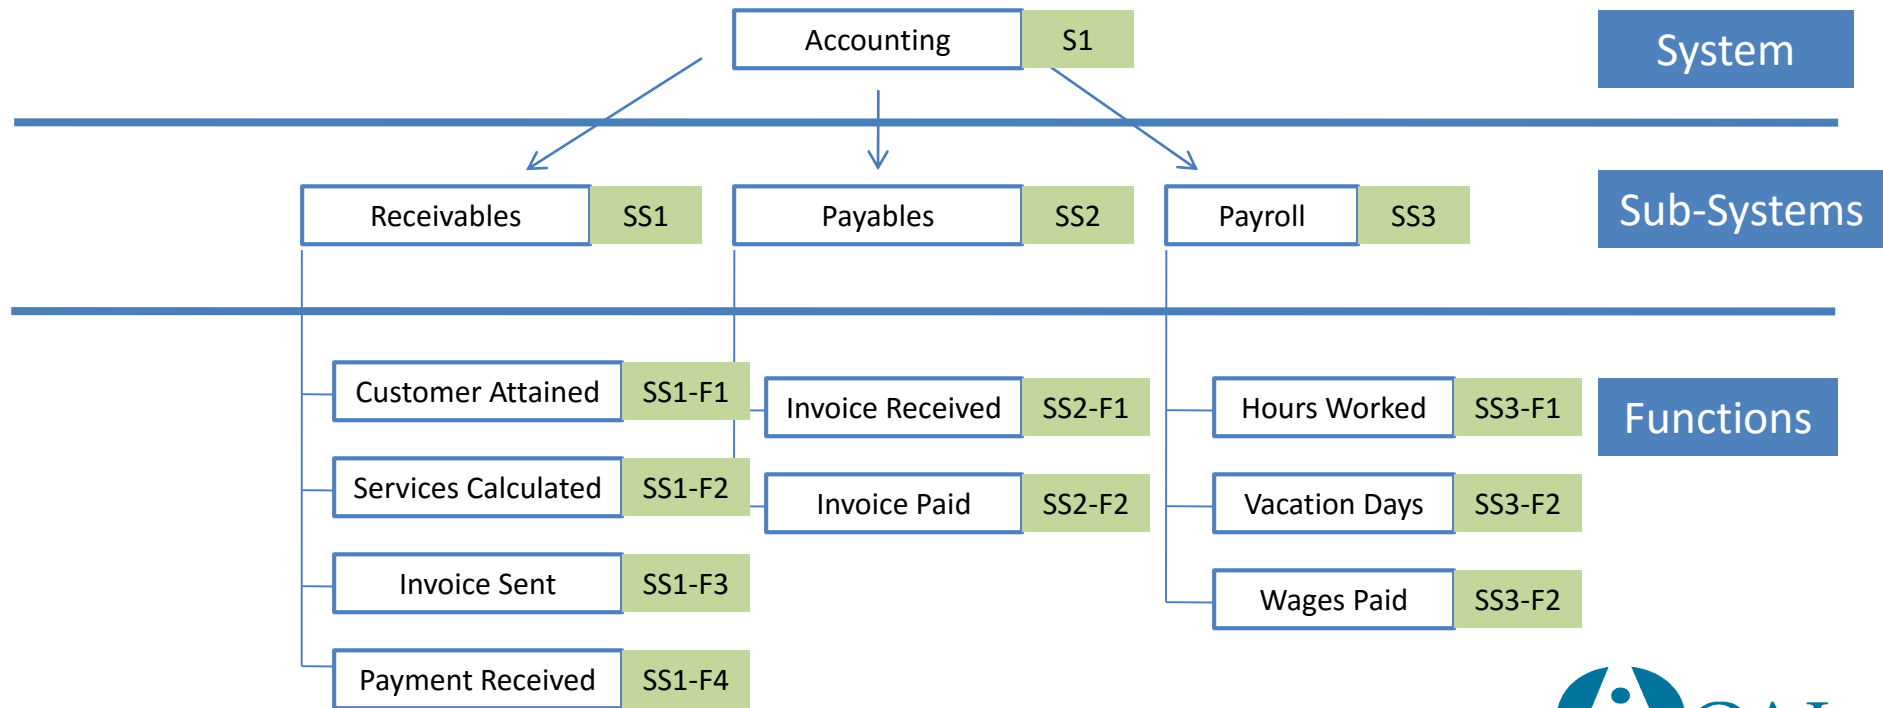 Accounting S1
System
Receivables SS1
Payables SS2
Payroll SS3
Sub-Systems
Customer Attained SS1-F1
Invoice Received SS2-F1
Hours Worked SS3-F1
Functions
Services Calculated SS1-F2
Invoice Paid SS2-F2
Vacation Days SS3-F2
Invoice Sent SS1-F3
Wages Paid SS3-F2
Payment Received SS1-F4